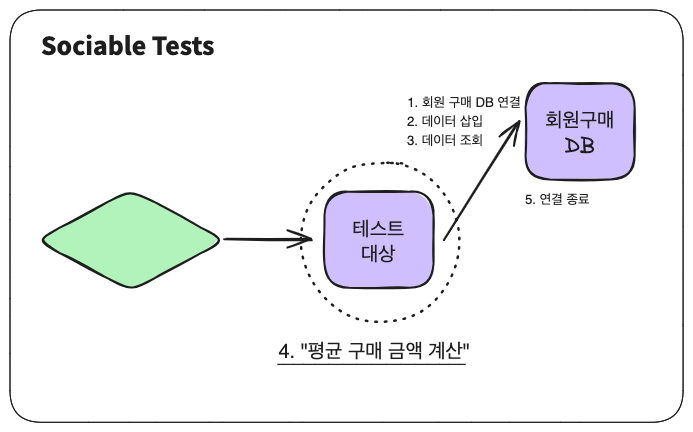 Sociable Tests
1. 회원 구매 DB 연결
2. 데이터 삽입
3. 데이터 조회
회원구매
DB
5. 연결 종료
테스트
대상
4. "평균 구매 금액 계산"